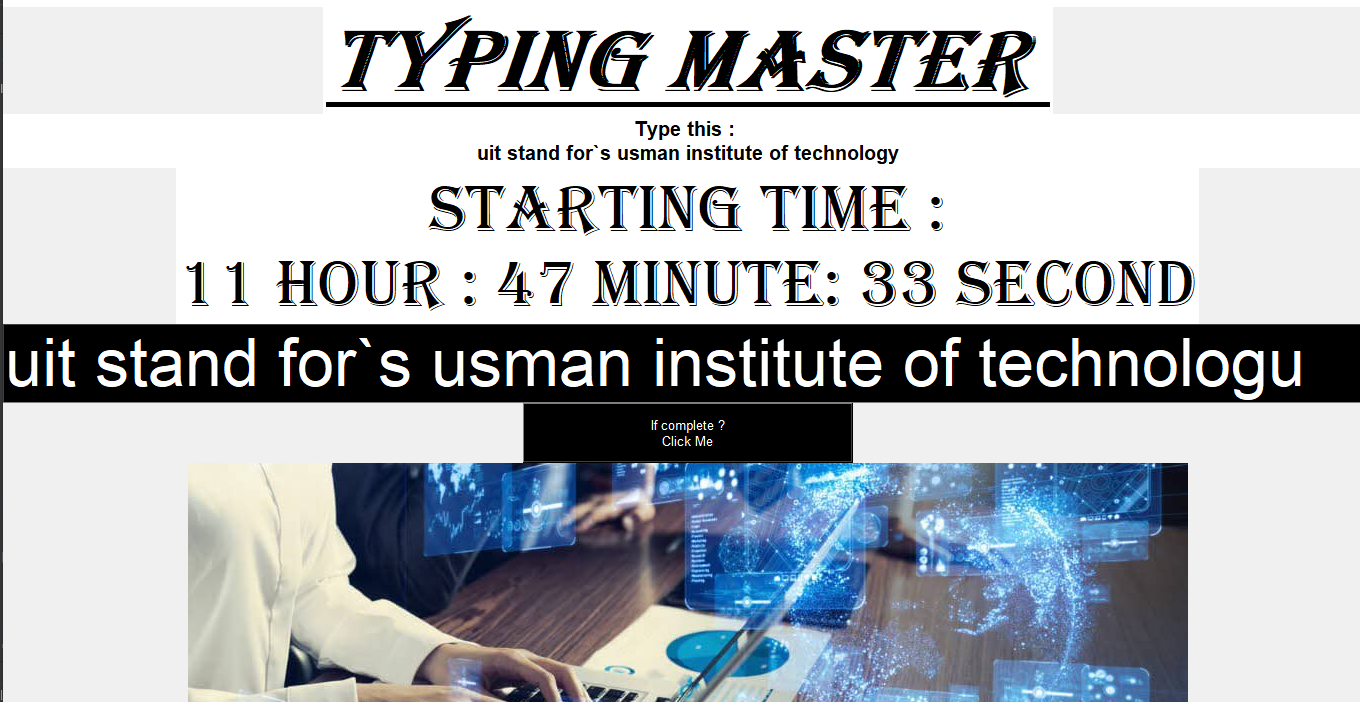 TYPING MASTER
Type this :
uit stand for`s usman institute of technology
STARTING TIME :
11 HOUR : 47 MINUTE: 33 SECOND
uit stand for`s usman institute of technologu
If complete ?
Click Me